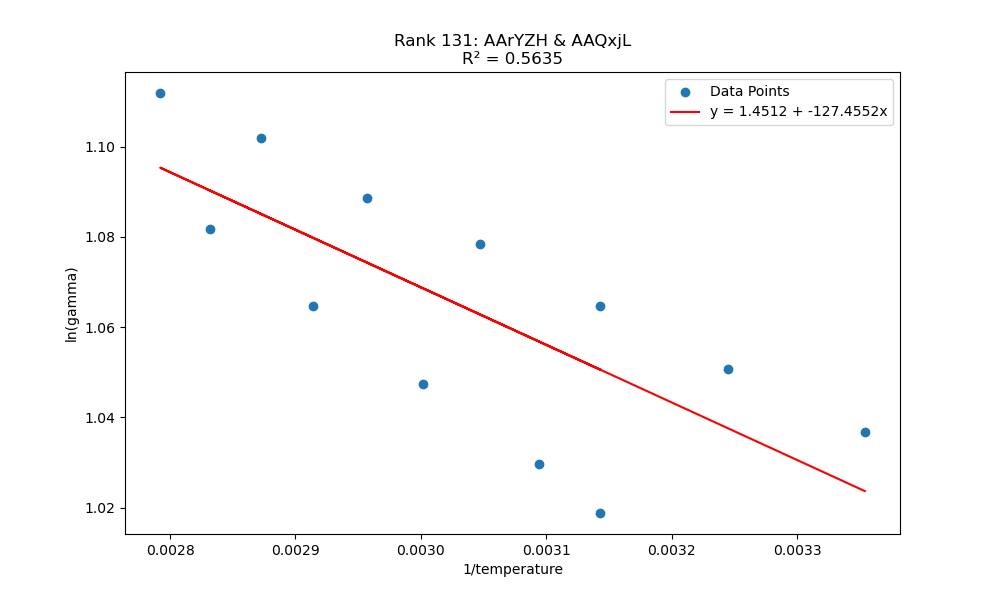 Rank 131: AArYZH & AAQxjL
R² = 0.5635
Data Points
y = 1.4512 + -127.4552x
ln(gamma)
1.10
1.08
1.06
1.04
1.02
0.0028 0.0029 0.0030 0.0031 0.0032 0.0033
1/temperature